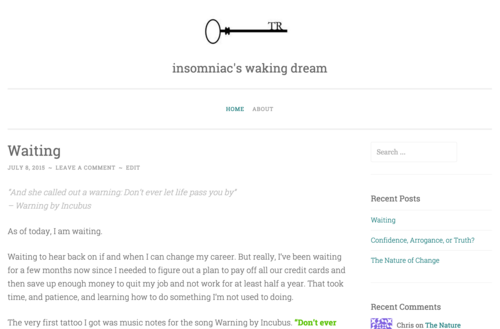 TR
insomniac's waking dream
HOME ABOUT
Waiting
JULY 8, 2015 ~ LEAVE A COMMENT ~ EDIT
"And she called out a warning: Don't ever let life pass you by"
—Warning by Incubus
As of today, I am waiting.
Waiting to hear back on if and when I can change my career. But really, I've been waiting
for a few months now since I needed to figure out a plan to pay off all our credit cards and
then save up enough money to quit my job and not work for at least half a year. That took
time, and patience, and learning how to do something I'm not used to doing.
The very first tattoo I got was music notes for the song Warning by Incubus. "Don't ever
Search ...
Recent Posts
Waiting
Confidence, Arrogance, or Truth?
The Nature of Change
Recent Comments
Chris on The Nature